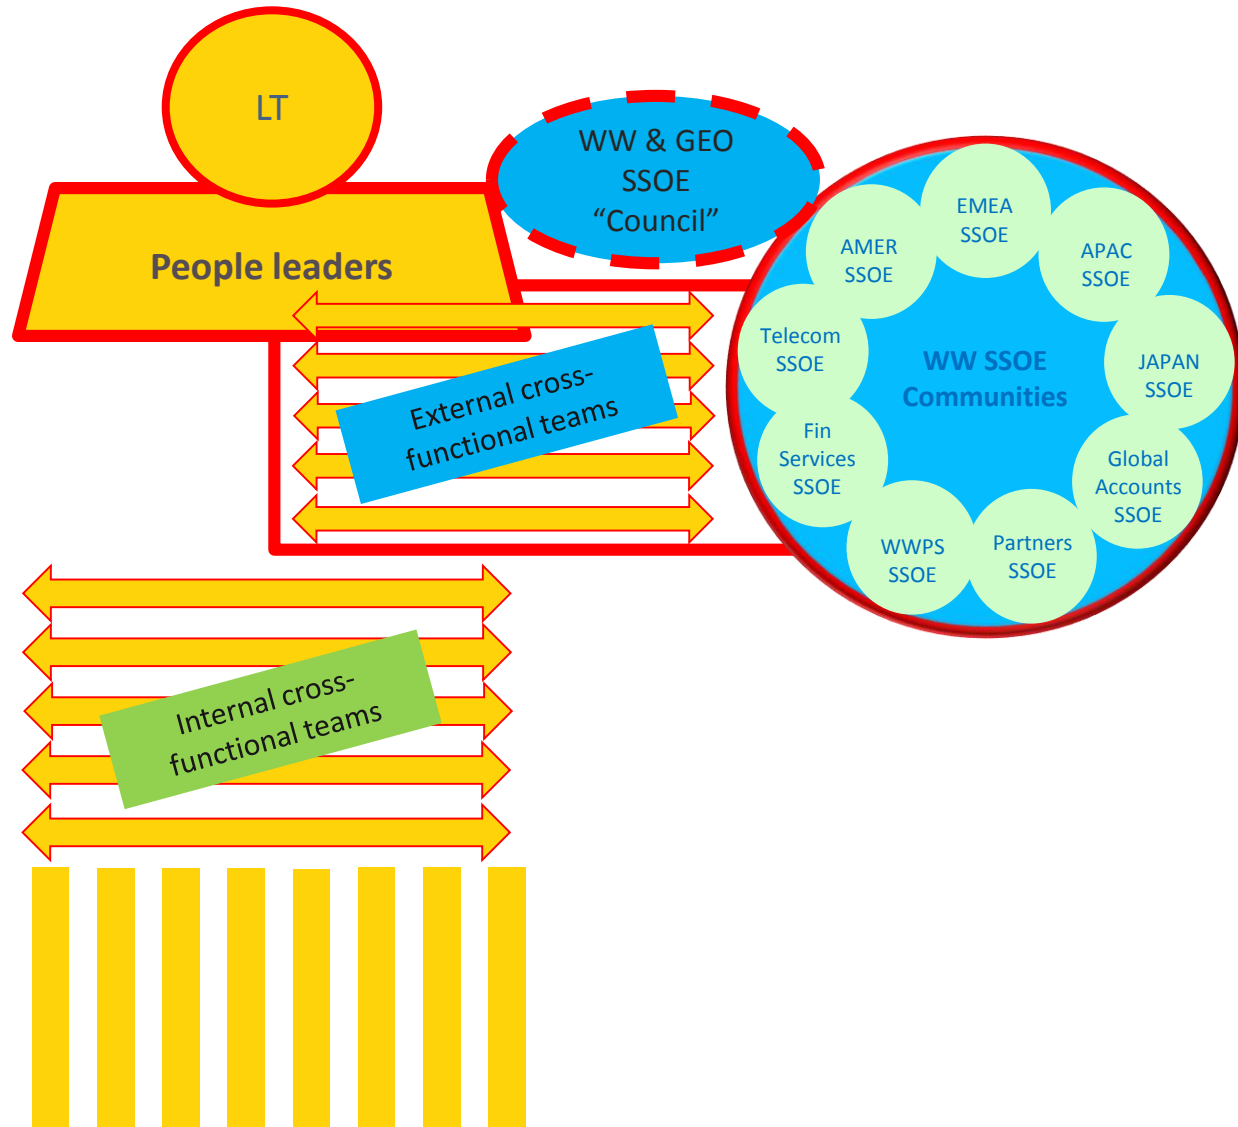 LT
People leaders
WW & GEO
SSOE
“Council”
External cross-
functional teams
Internal cross-
functional teams
WW SSOE
Communities
EMEA
SSOE
APAC
SSOE
JAPAN
SSOE
Global
Accounts
SSOE
Partners
SSOE
WWPS
SSOE
Fin
Services
SSOE
Telecom
SSOE
AMER
SSOE